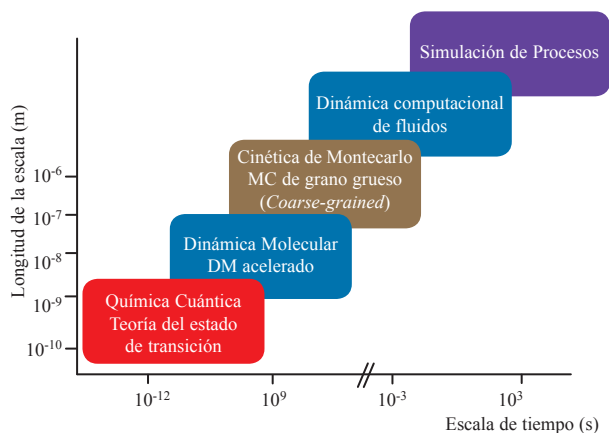 Simulación de Procesos
Dinámica computacional
de fluidos
Cinética de Montecarlo
MC de grano grueso
(Coarse-grained)
Dinámica Molecular
DM acelerado
Química Cuántica
Teoría del estado
de transición
Longitud de la escala (m)
10⁻⁶
10⁻⁷
10⁻⁸
10⁻⁹
10⁻¹⁰
10⁻¹² 10⁹ 10⁻³ 10³
Escala de tiempo (s)